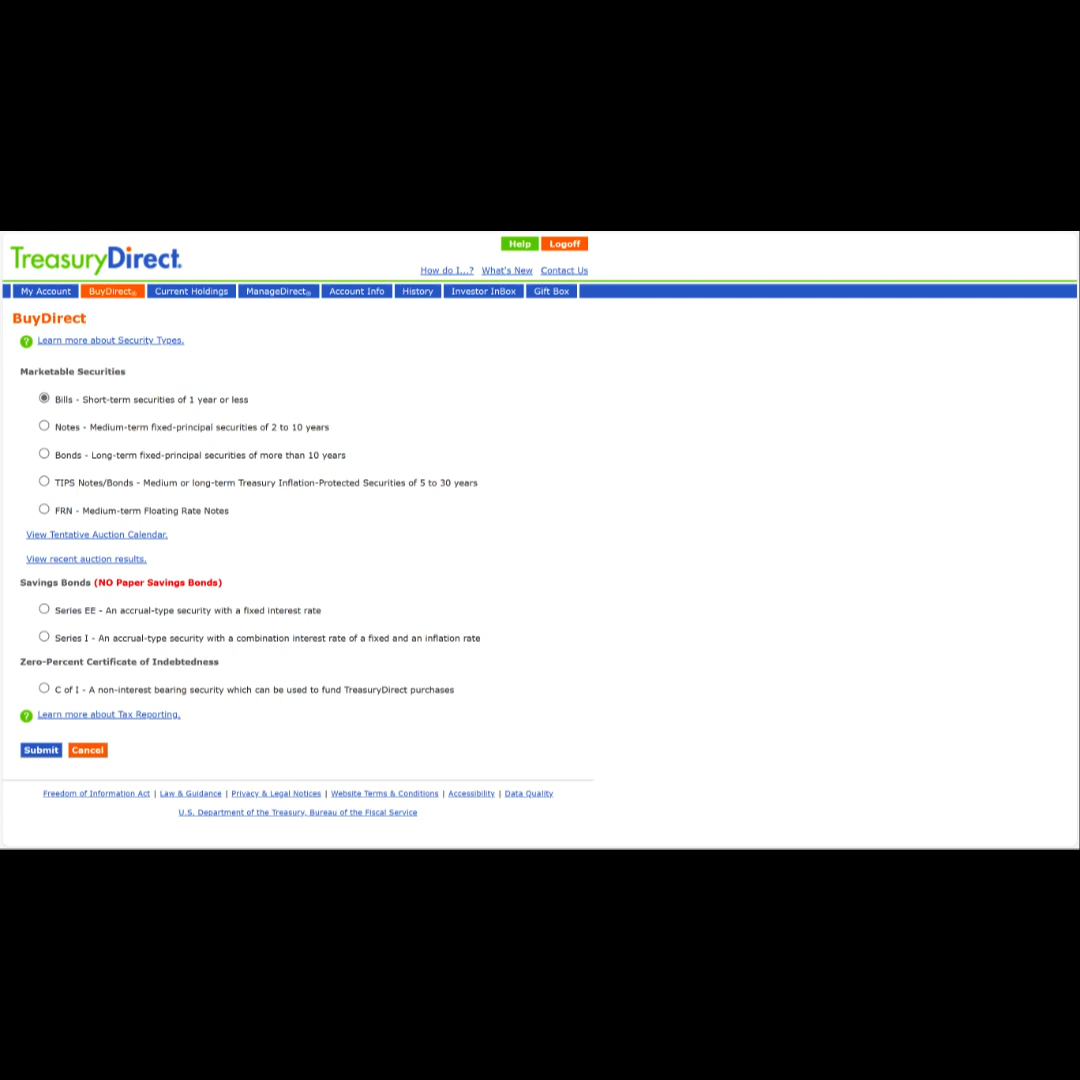 TreasuryDirect.
Help Logoff
How do I...? What's New Contact Us
My Account BuyDirect® Current Holdings ManageDirect® Account Info History Investor InBox Gift Box
BuyDirect
? Learn more about Security Types.
Marketable Securities
Bills - Short-term securities of 1 year or less
Notes - Medium-term fixed-principal securities of 2 to 10 years
Bonds - Long-term fixed-principal securities of more than 10 years
TIPS Notes/Bonds - Medium or long-term Treasury Inflation-Protected Securities of 5 to 30 years
FRN - Medium-term Floating Rate Notes
View Tentative Auction Calendar.
View recent auction results.
Savings Bonds (NO Paper Savings Bonds)
Series EE - An accrual-type security with a fixed interest rate
Series I - An accrual-type security with a combination interest rate of a fixed and an inflation rate
Zero-Percent Certificate of Indebtedness
C of I - A non-interest bearing security which can be used to fund TreasuryDirect purchases
? Learn more about Tax Reporting.
Submit Cancel
Freedom of Information Act | Law & Guidance | Privacy & Legal Notices | Website Terms & Conditions | Accessibility | Data Quality
U.S. Department of the Treasury, Bureau of the Fiscal Service